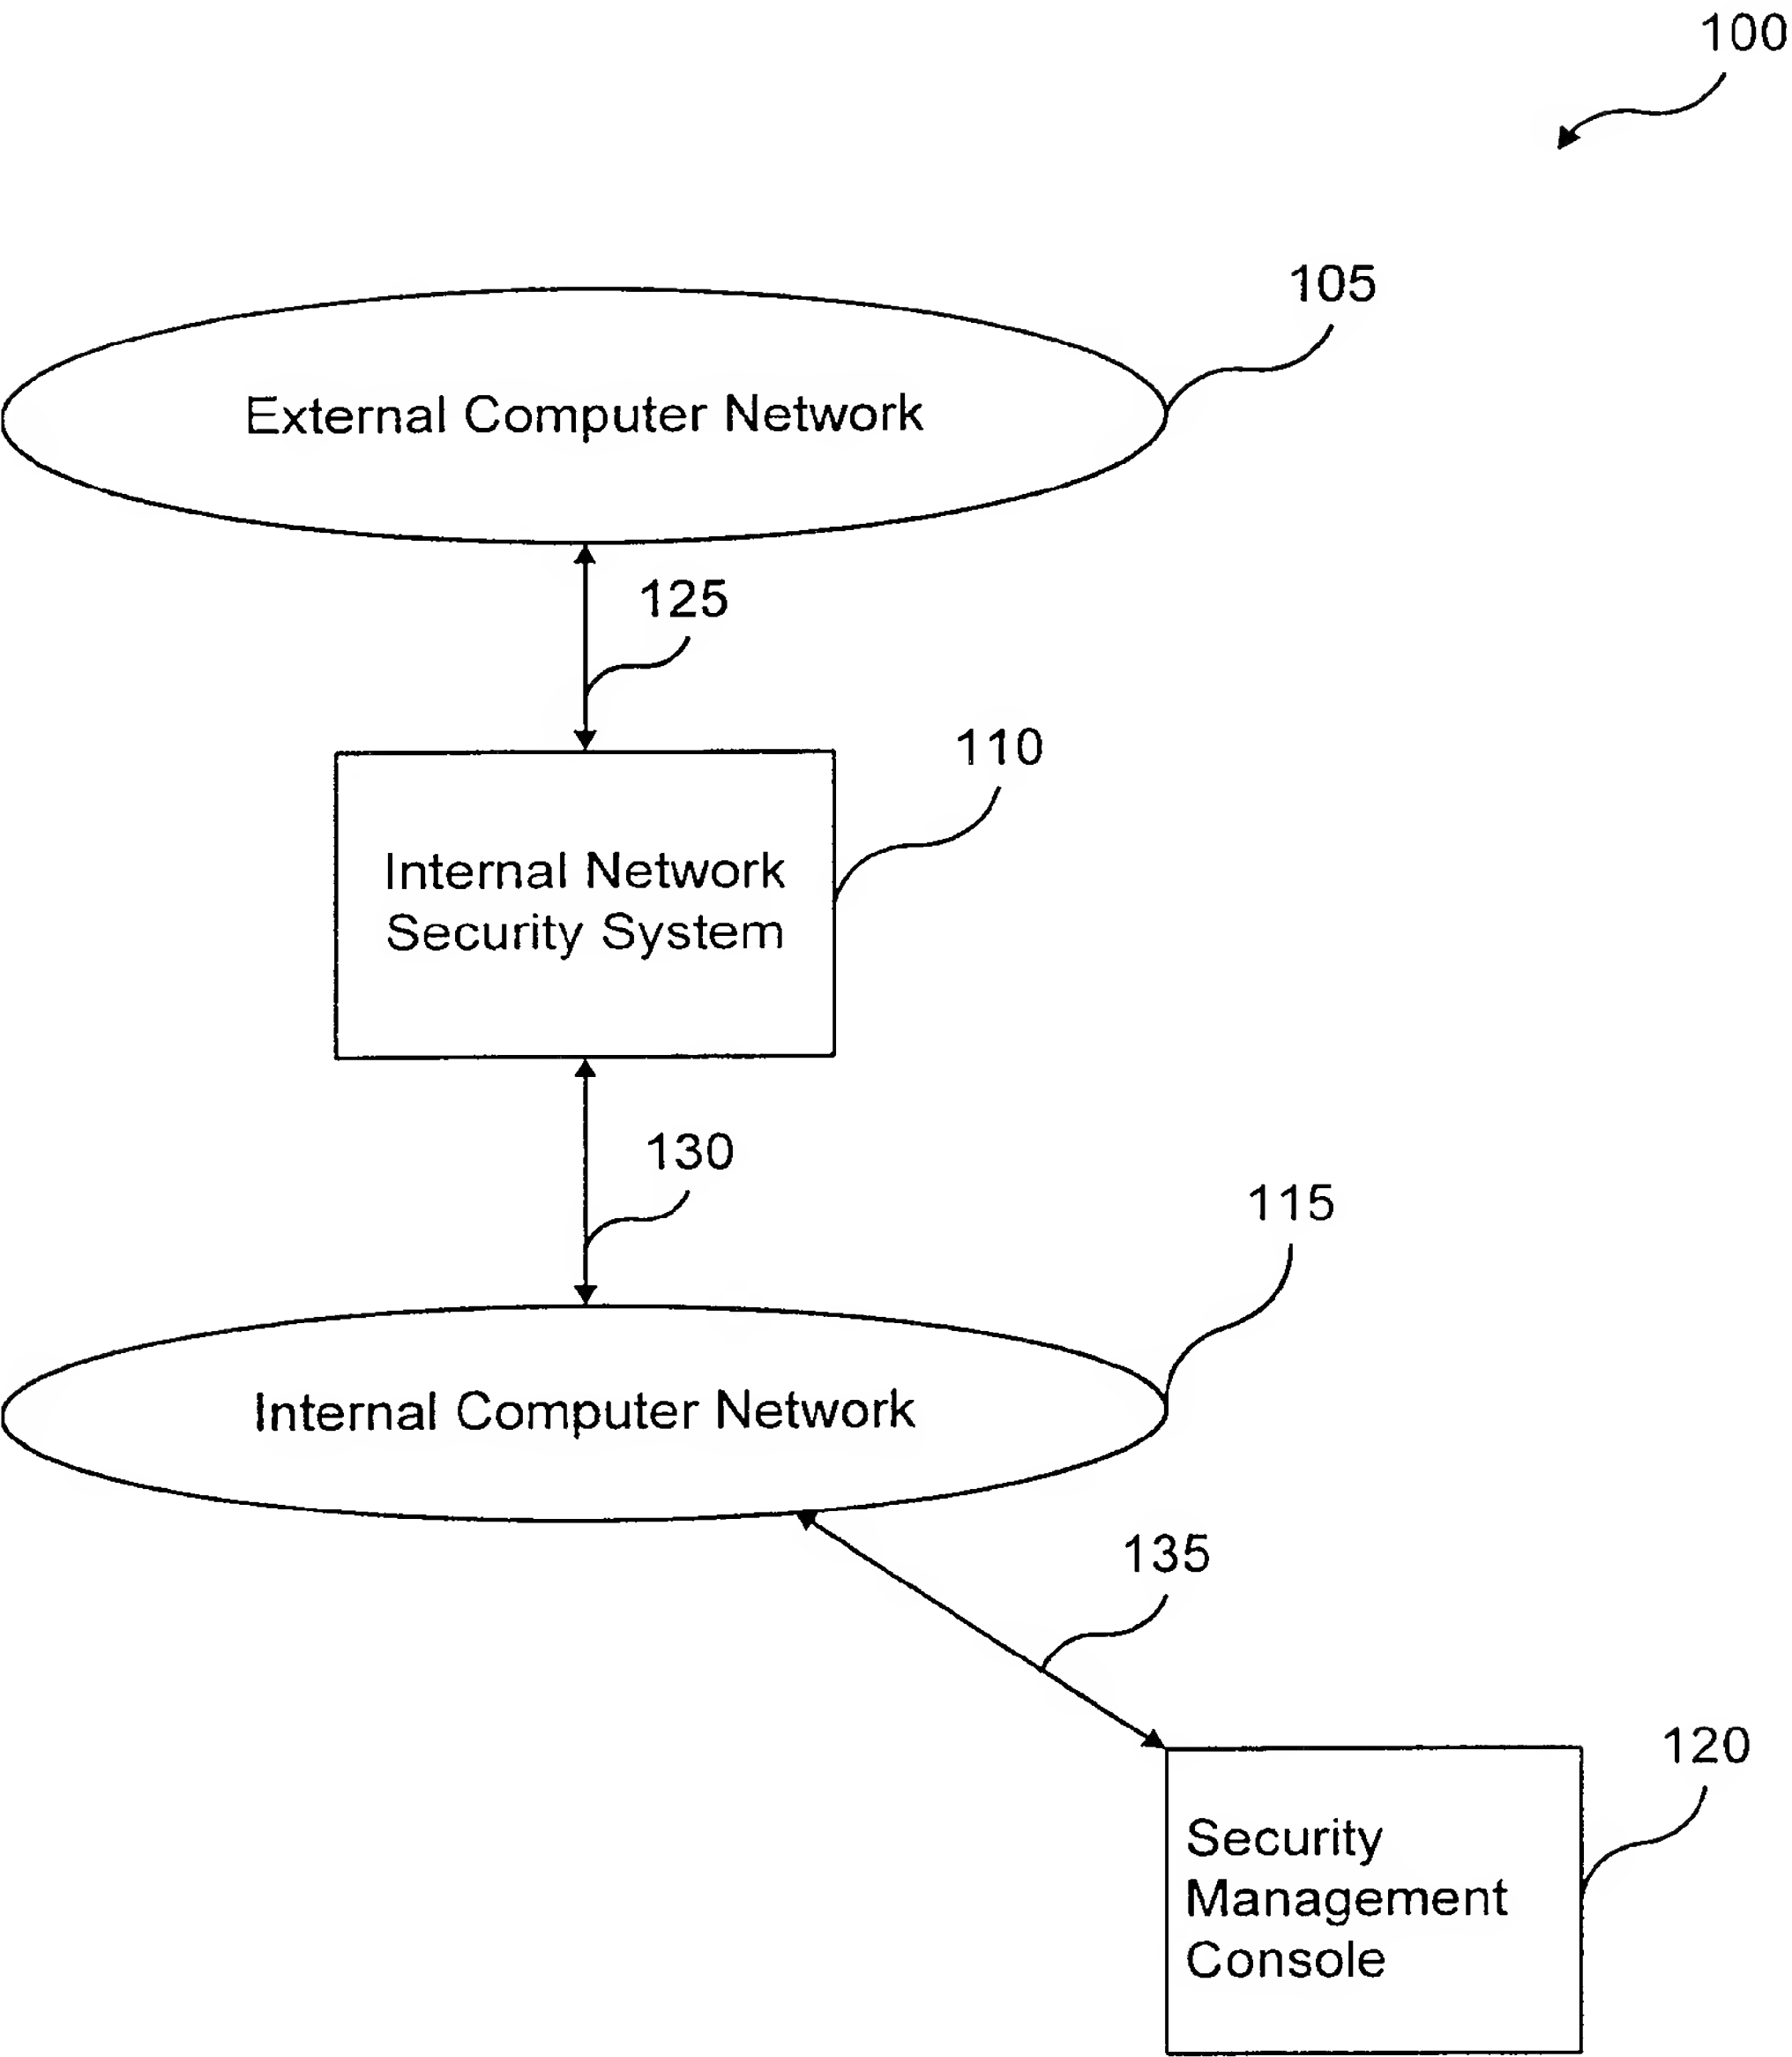 100
105
External Computer Network
125
110
Internal Network
Security System
130
115
Internal Computer Network
135
120
Security
Management
Console